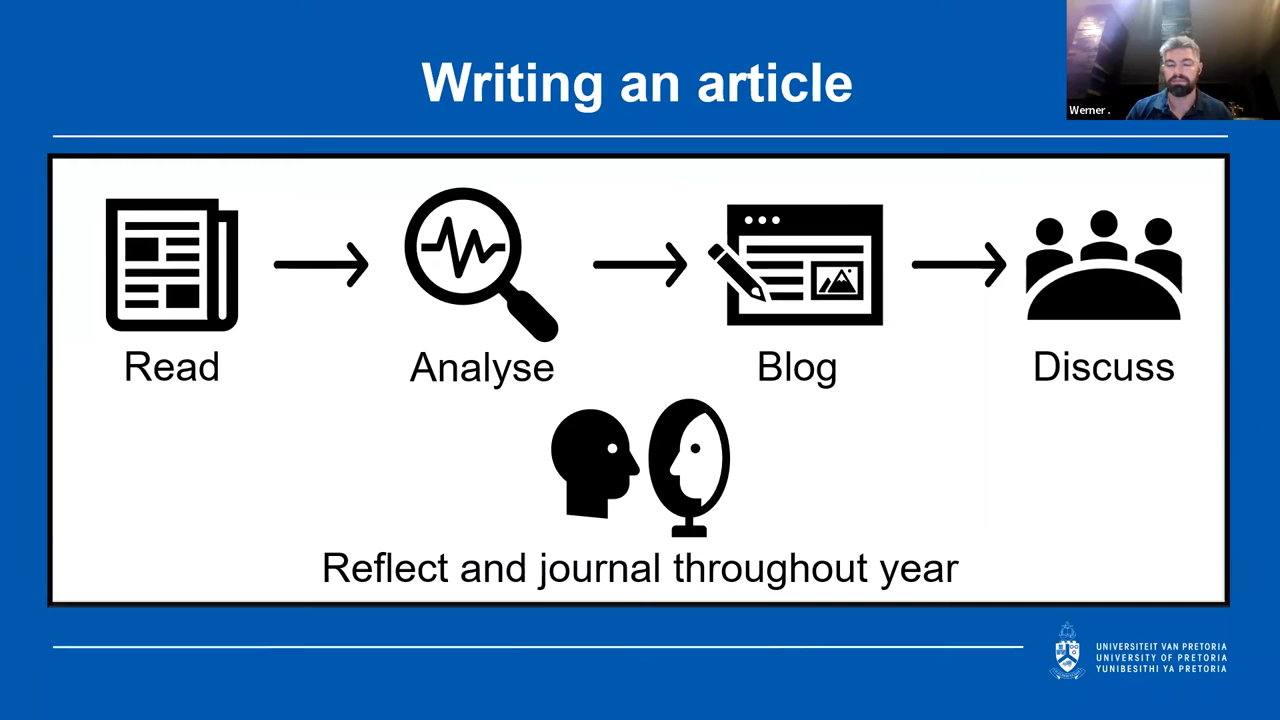 Writing an article
Werner .
Read
Analyse
Blog
Discuss
Reflect and journal throughout year
UNIVERSITEIT VAN PRETORIA
UNIVERSITY OF PRETORIA
YUNIBESITHI YA PRETORIA